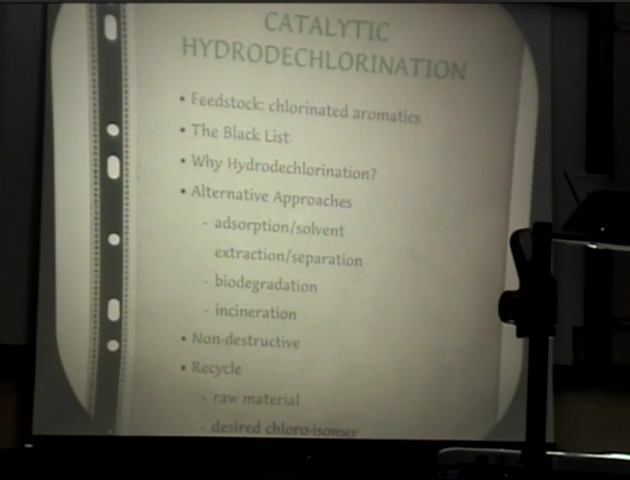 CATALYTIC
HYDRODECHLORINATION
• Feedstock: chlorinated aromatics
• The Black List
• Why Hydrodechlorination?
• Alternative Approaches
- adsorption/solvent
extraction/separation
- biodegradation
- incineration
• Non-destructive
• Recycle
- raw material
- desired chloro-isomer